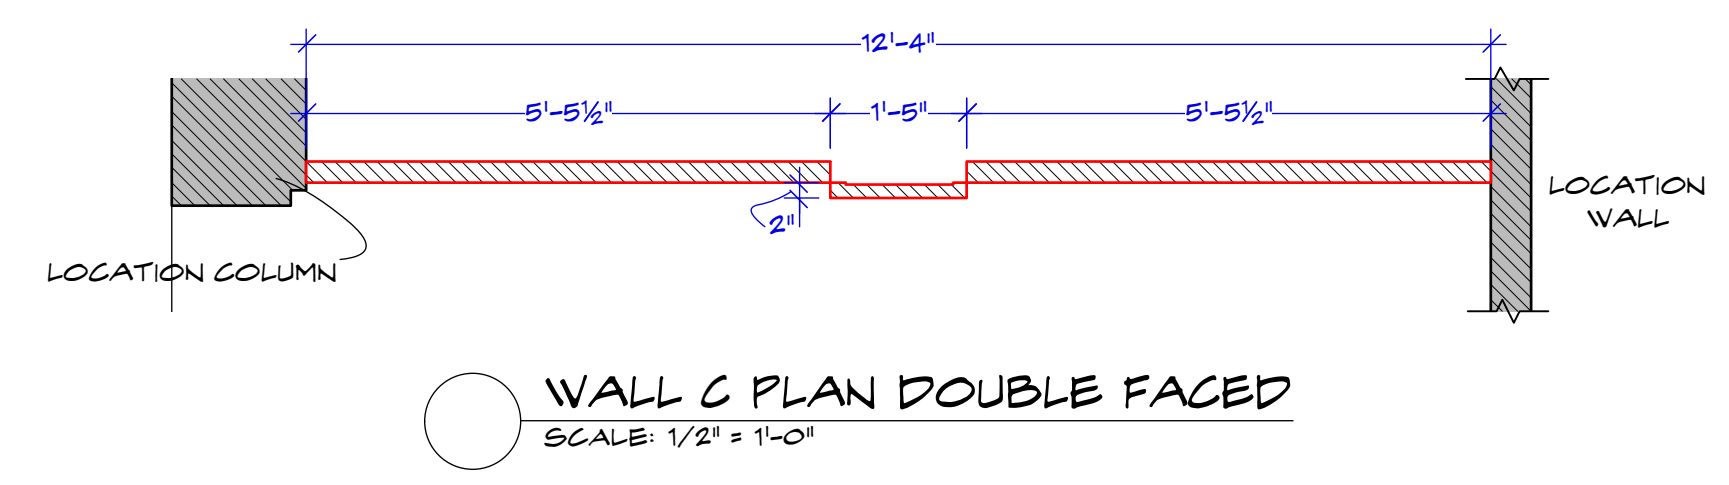 12'-4"
5'-5½" 1'-5" 5'-5½"
2"
LOCATION
WALL
LOCATION COLUMN
WALL C PLAN DOUBLE FACED
SCALE: 1/2" = 1'-0"